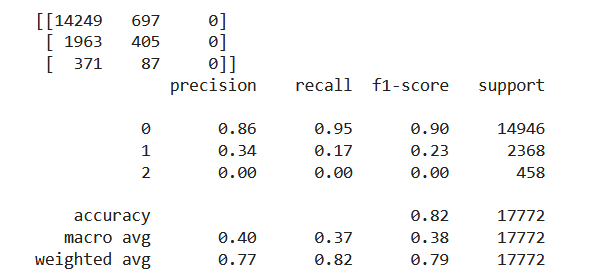 [[14249 697 0]
[ 1963 405 0]
[ 371 87 0]]
precision recall f1-score support
0 0.86 0.95 0.90 14946
1 0.34 0.17 0.23 2368
2 0.00 0.00 0.00 458
accuracy 0.82 17772
macro avg 0.40 0.37 0.38 17772
weighted avg 0.77 0.82 0.79 17772